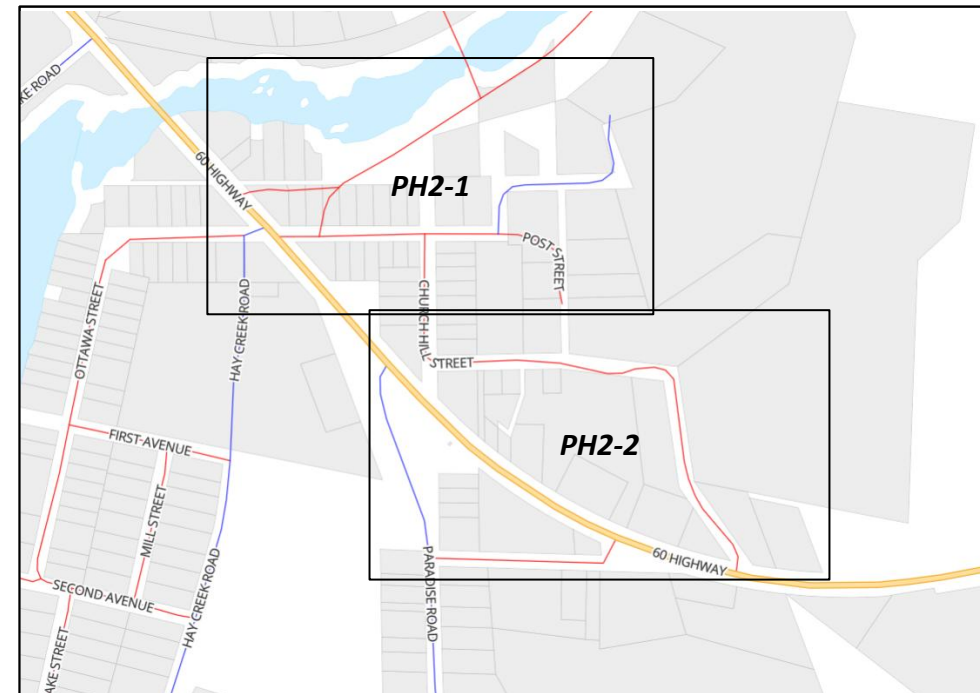 KE ROAD
60 HIGHWAY
PH2-1
POST STREET
CHURCH HILL
STREET
OTTAWA STREET
HAY CREEK ROAD
FIRST AVENUE
MILL STREET
PH2-2
60 HIGHWAY
SECOND AVENUE
HAY CREEK ROAD
PARADISE ROAD
AKE STREET